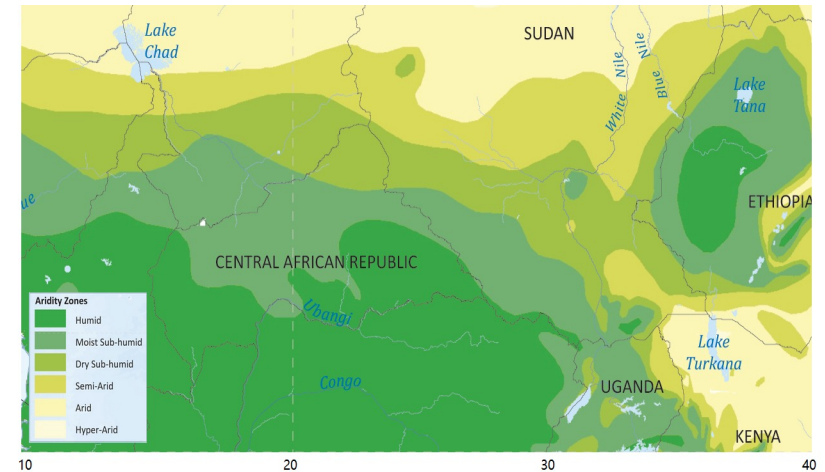 Lake
Chad
SUDAN
White Nile
Blue Nile
Lake
Tana
ETHIOPIA
ue
CENTRAL AFRICAN REPUBLIC
Ubangi
Congo
Lake
Turkana
UGANDA
KENYA
Aridity Zones
Humid
Moist Sub-humid
Dry Sub-humid
Semi-Arid
Arid
Hyper-Arid
10 20 30 40